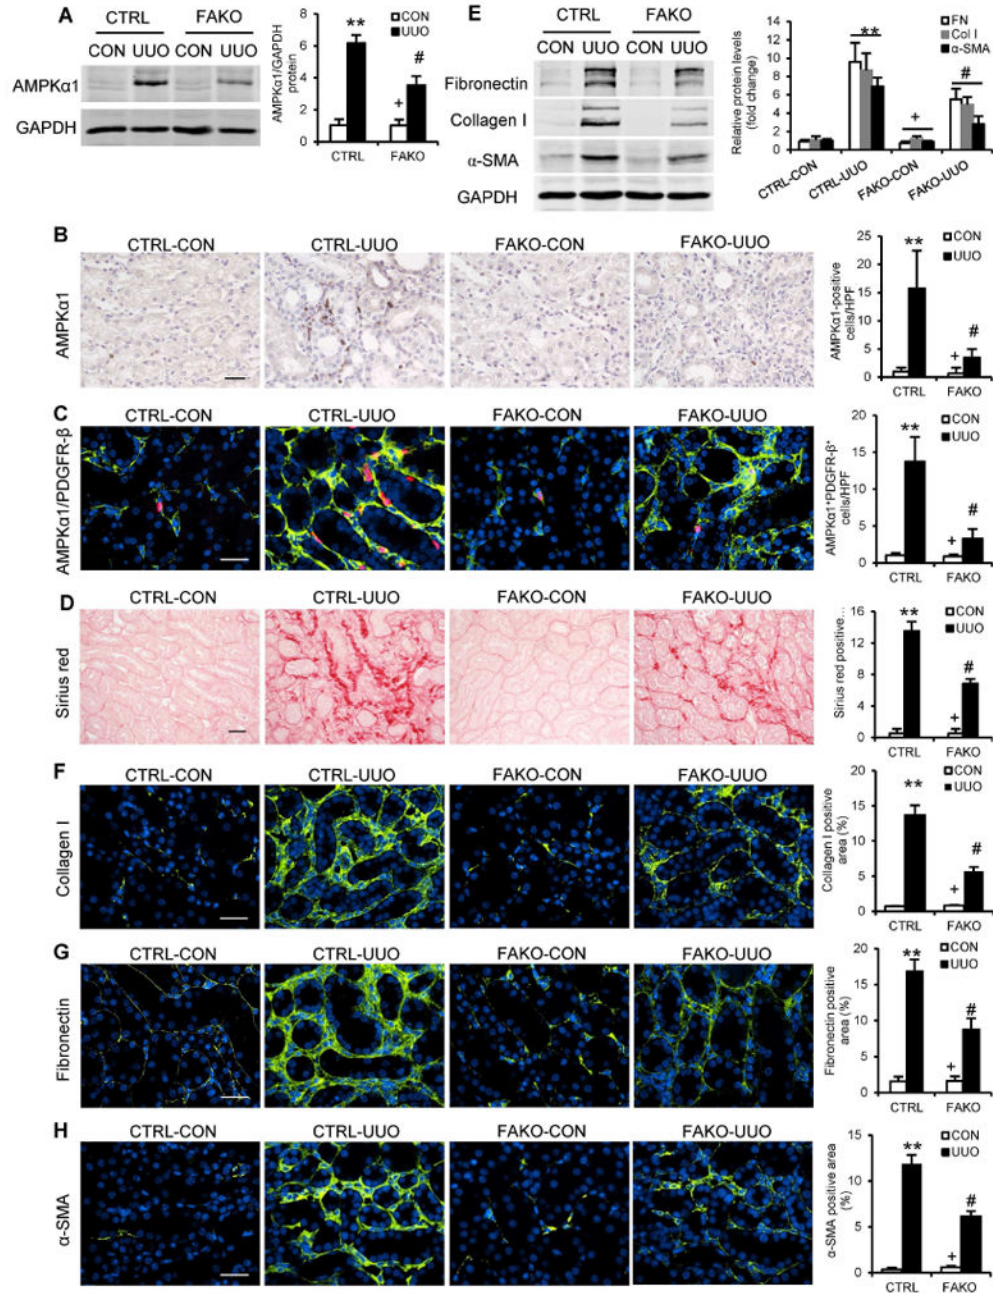 A
CTRL FAKO
CON UUO CON UUO
AMPKα1
GAPDH
AMPKα1/GAPDH
protein
8
6
4
2
0
CON
UUO
**
#
+
CTRL FAKO
E
CTRL FAKO
CON UUO CON UUO
Fibronectin
Collagen I
α-SMA
GAPDH
Relative protein levels
(fold change)
14
12
10
8
6
4
2
0
FN
Col I
α-SMA
**
+
#
CTRL-CON
CTRL-UUO
FAKO-CON
FAKO-UUO
B
CTRL-CON CTRL-UUO FAKO-CON FAKO-UUO
AMPKα1
AMPKα1-positive
cells/HPF
25
20
15
10
5
0
CON
UUO
**
+
#
CTRL FAKO
C
CTRL-CON CTRL-UUO FAKO-CON FAKO-UUO
AMPKα1/PDGFR-β
AMPKα1⁺PDGFR-β⁺
cells/HPF
20
15
10
5
0
CON
UUO
**
+
#
CTRL FAKO
D
CTRL-CON CTRL-UUO FAKO-CON FAKO-UUO
Sirius red
Sirius red positive...
16
12
8
4
0
CON
UUO
**
+
#
CTRL FAKO
F
CTRL-CON CTRL-UUO FAKO-CON FAKO-UUO
Collagen I
Collagen I positive
area (%)
20
15
10
5
0
CON
UUO
**
+
#
CTRL FAKO
G
CTRL-CON CTRL-UUO FAKO-CON FAKO-UUO
Fibronectin
Fibronectin positive
area (%)
20
15
10
5
0
CON
UUO
**
+
#
CTRL FAKO
H
CTRL-CON CTRL-UUO FAKO-CON FAKO-UUO
α-SMA
α-SMA positive area
(%)
15
10
5
0
CON
UUO
**
+
#
CTRL FAKO